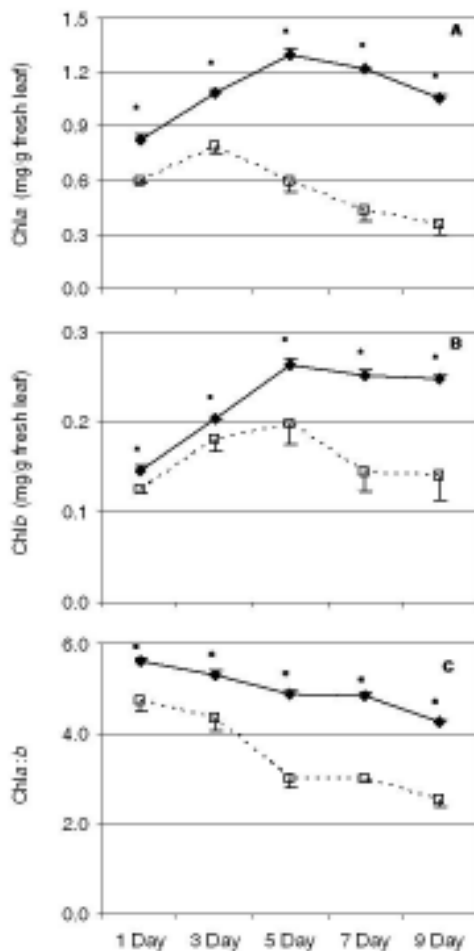 A
Chla (mg/g fresh leaf)
1.5
1.2
0.9
0.6
0.3
0.0
* * * * *
B
Chlb (mg/g fresh leaf)
0.3
0.2
0.1
0.0
* * * * *
C
Chla:b
6.0
4.0
2.0
0.0
* * * * *
1 Day 3 Day 5 Day 7 Day 9 Day